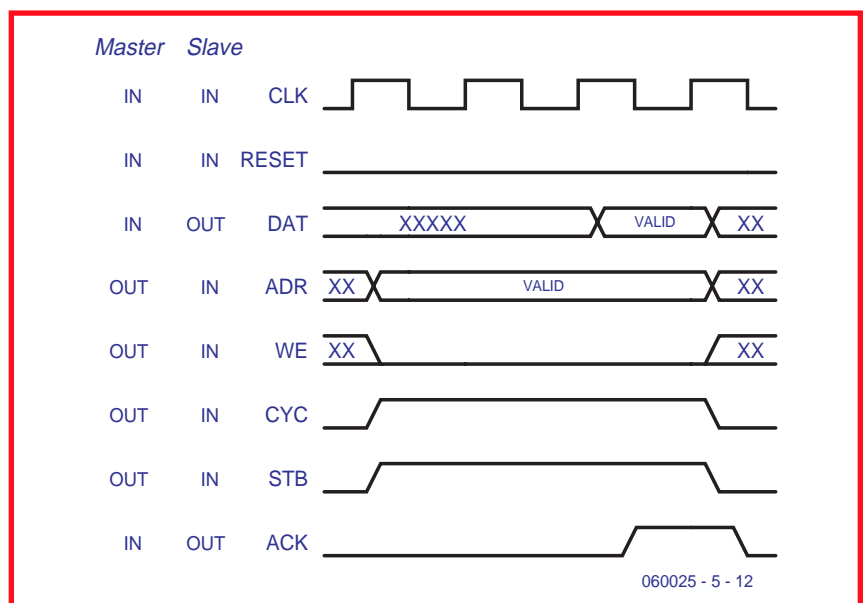 Master Slave
IN IN CLK
IN IN RESET
IN OUT DAT XXXXX VALID XX
OUT IN ADR XX VALID XX
OUT IN WE XX XX
OUT IN CYC
OUT IN STB
IN OUT ACK
060025 - 5 - 12